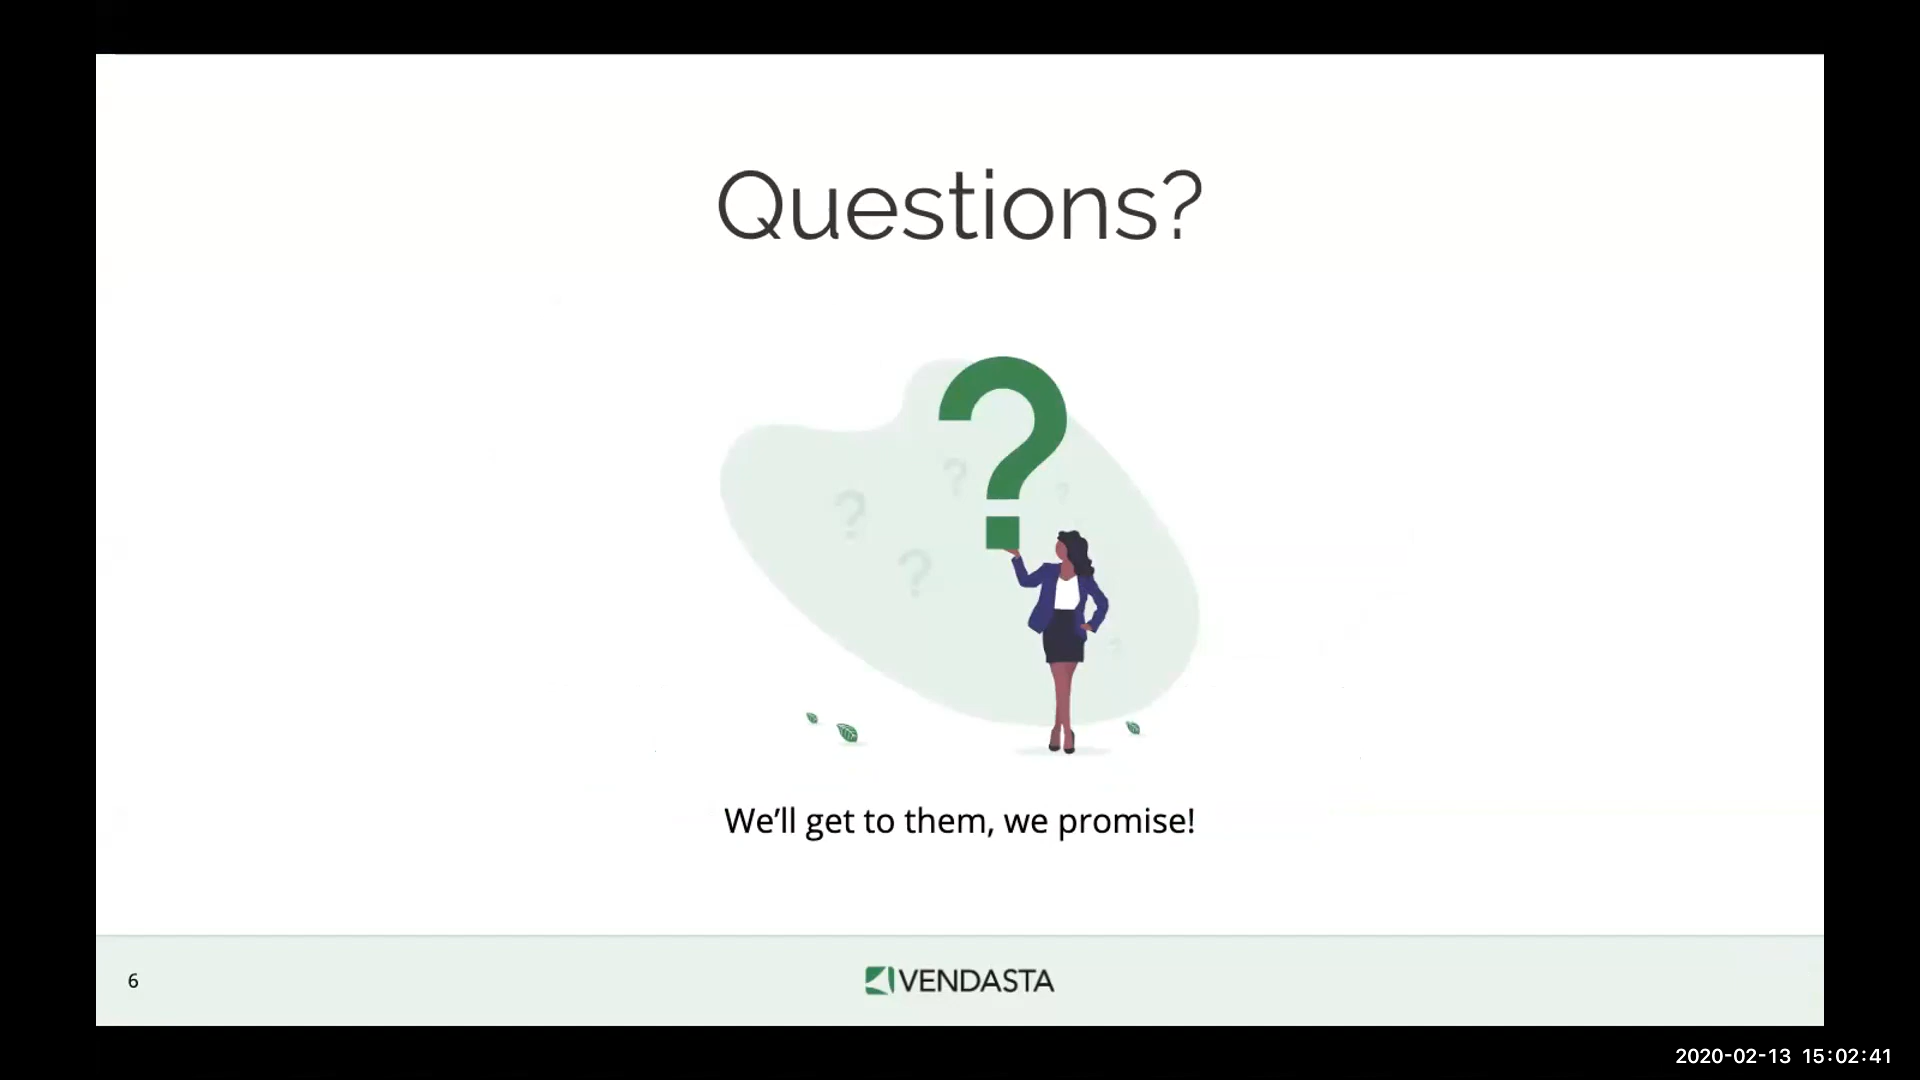 Questions?
?
? ? ?
?
?
We’ll get to them, we promise!
6
VENDASTA
2020-02-13 15:02:41